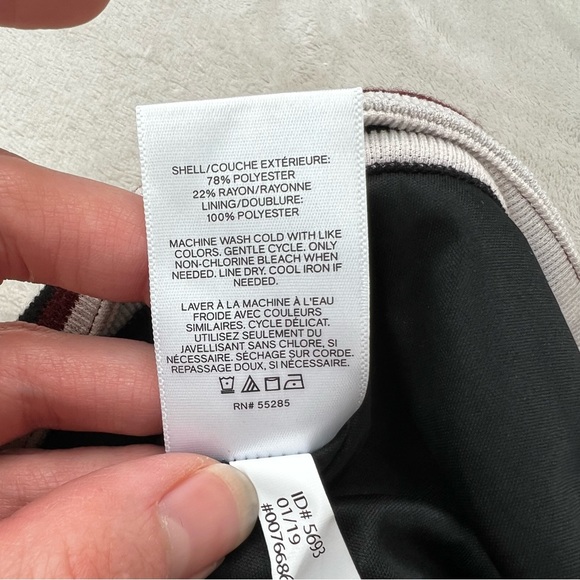 SHELL/COUCHE EXTÉRIEURE:
78% POLYESTER
22% RAYON/RAYONNE
LINING/DOUBLURE:
100% POLYESTER
MACHINE WASH COLD WITH LIKE
COLORS. GENTLE CYCLE. ONLY
NON-CHLORINE BLEACH WHEN
NEEDED. LINE DRY. COOL IRON IF
NEEDED.
LAVER À LA MACHINE À L'EAU
FROIDE AVEC COULEURS
SIMILAIRES. CYCLE DÉLICAT.
UTILISEZ SEULEMENT DU
JAVELLISANT SANS CHLORE, SI
NÉCESSAIRE. SÉCHAGE SUR CORDE.
REPASSAGE DOUX, SI NÉCESSAIRE.
RN# 55285
ID# 5693
01/19
#0076686